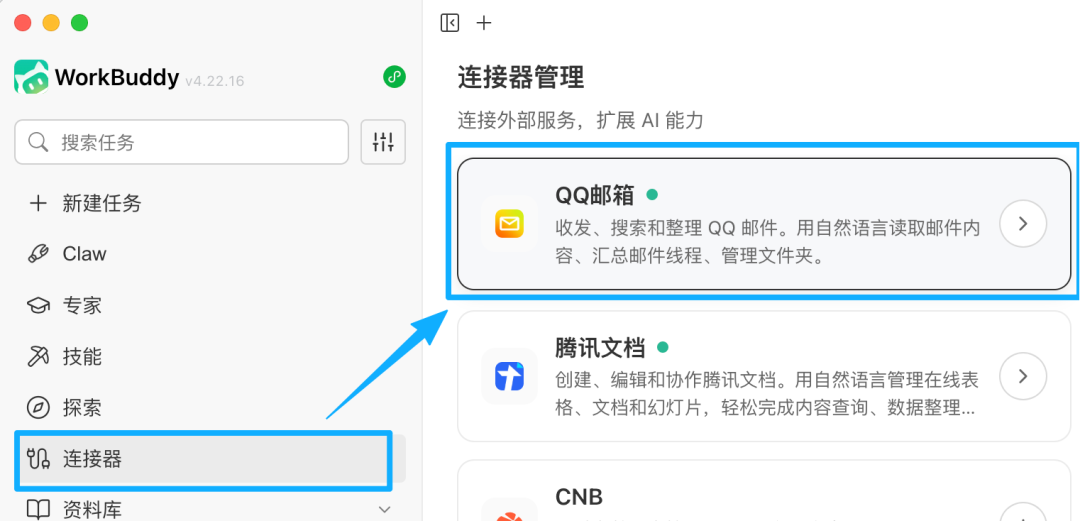 WorkBuddy v4.22.16
搜索任务
新建任务
Claw
专家
技能
探索
连接器
资料库
连接器管理
连接外部服务，扩展 AI 能力
QQ邮箱
收发、搜索和整理 QQ 邮件。用自然语言读取邮件内
容、汇总邮件线程、管理文件夹。
腾讯文档
创建、编辑和协作腾讯文档。用自然语言管理在线表
格、文档和幻灯片，轻松完成内容查询、数据整理...
CNB